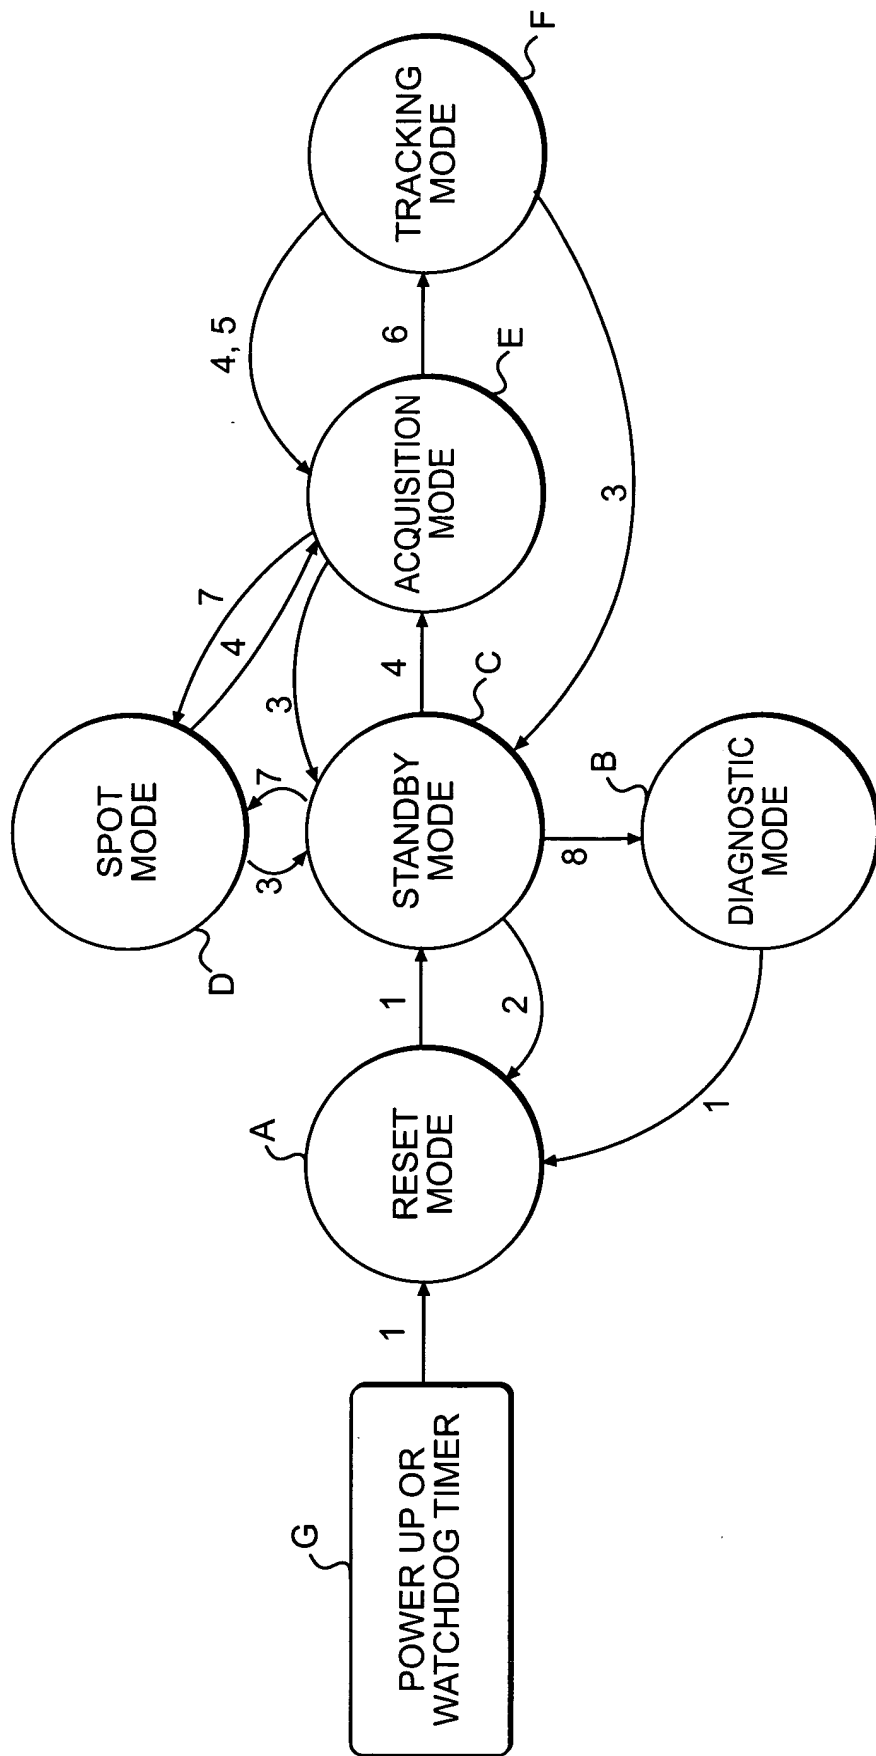 G
POWER UP OR
WATCHDOG TIMER
1
A
RESET
MODE
1
2
1
D
SPOT
MODE
3
7
STANDBY
MODE
C
8
B
DIAGNOSTIC
MODE
3
4
7
4
ACQUISITION
MODE
E
6
4, 5
3
TRACKING
MODE
F